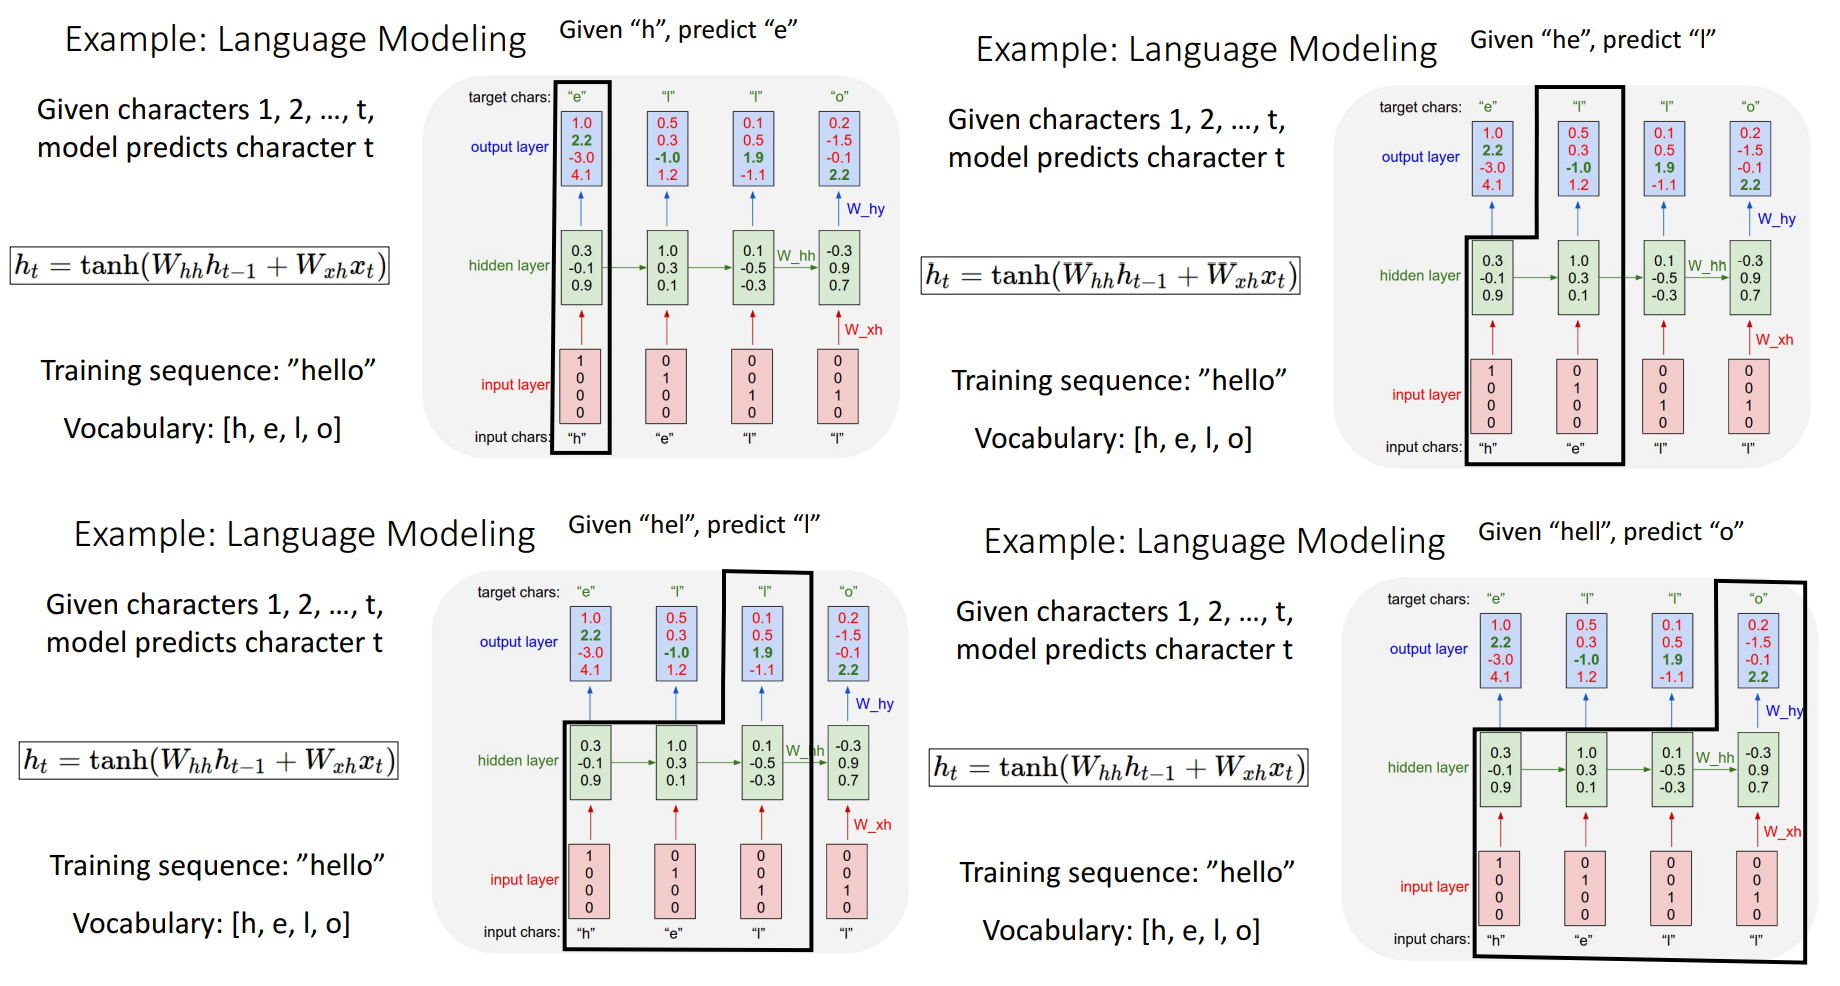 Example: Language Modeling
Given “h”, predict “e”
Given characters 1, 2, …, t,
model predicts character t
h_t = tanh(W_hh h_{t−1} + W_xh x_t)
Training sequence: ”hello”
Vocabulary: [h, e, l, o]
target chars: “e” “l” “l” “o”
output layer
1.0 0.5 0.1 0.2
2.2 0.3 0.5 -1.5
-3.0 -1.0 1.9 -0.1
4.1 1.2 -1.1 2.2
W_hy
hidden layer
0.3 1.0 0.1 -0.3
-0.1 0.3 -0.5 0.9
0.9 0.1 -0.3 0.7
W_hh
W_xh
input layer
1 0 0 0
0 1 0 0
0 0 1 1
0 0 0 0
input chars: “h” “e” “l” “l”
Example: Language Modeling
Given “he”, predict “l”
Given characters 1, 2, …, t,
model predicts character t
h_t = tanh(W_hh h_{t−1} + W_xh x_t)
Training sequence: ”hello”
Vocabulary: [h, e, l, o]
target chars: “e” “l” “l” “o”
output layer
1.0 0.5 0.1 0.2
2.2 0.3 0.5 -1.5
-3.0 -1.0 1.9 -0.1
4.1 1.2 -1.1 2.2
W_hy
hidden layer
0.3 1.0 0.1 -0.3
-0.1 0.3 -0.5 0.9
0.9 0.1 -0.3 0.7
W_hh
W_xh
input layer
1 0 0 0
0 1 0 0
0 0 0 1
0 0 1 0
input chars: “h” “e” “l” “l”
Example: Language Modeling
Given “hel”, predict “l”
Given characters 1, 2, …, t,
model predicts character t
h_t = tanh(W_hh h_{t−1} + W_xh x_t)
Training sequence: ”hello”
Vocabulary: [h, e, l, o]
target chars: “e” “l” “l” “o”
output layer
1.0 0.5 0.1 0.2
2.2 0.3 0.5 -1.5
-3.0 -1.0 1.9 -0.1
4.1 1.2 -1.1 2.2
W_hy
hidden layer
0.3 1.0 0.1 -0.3
-0.1 0.3 -0.5 0.9
0.9 0.1 -0.3 0.7
W_hh
W_xh
input layer
1 0 0 0
0 1 0 0
0 0 1 1
0 0 0 0
input chars: “h” “e” “l” “l”
Example: Language Modeling
Given “hell”, predict “o”
Given characters 1, 2, …, t,
model predicts character t
h_t = tanh(W_hh h_{t−1} + W_xh x_t)
Training sequence: ”hello”
Vocabulary: [h, e, l, o]
target chars: “e” “l” “l” “o”
output layer
1.0 0.5 0.1 0.2
2.2 0.3 0.5 -1.5
-3.0 -1.0 1.9 -0.1
4.1 1.2 -1.1 2.2
W_hy
hidden layer
0.3 1.0 0.1 -0.3
-0.1 0.3 -0.5 0.9
0.9 0.1 -0.3 0.7
W_hh
W_xh
input layer
1 0 0 0
0 1 0 0
0 0 1 1
0 0 0 0
input chars: “h” “e” “l” “l”